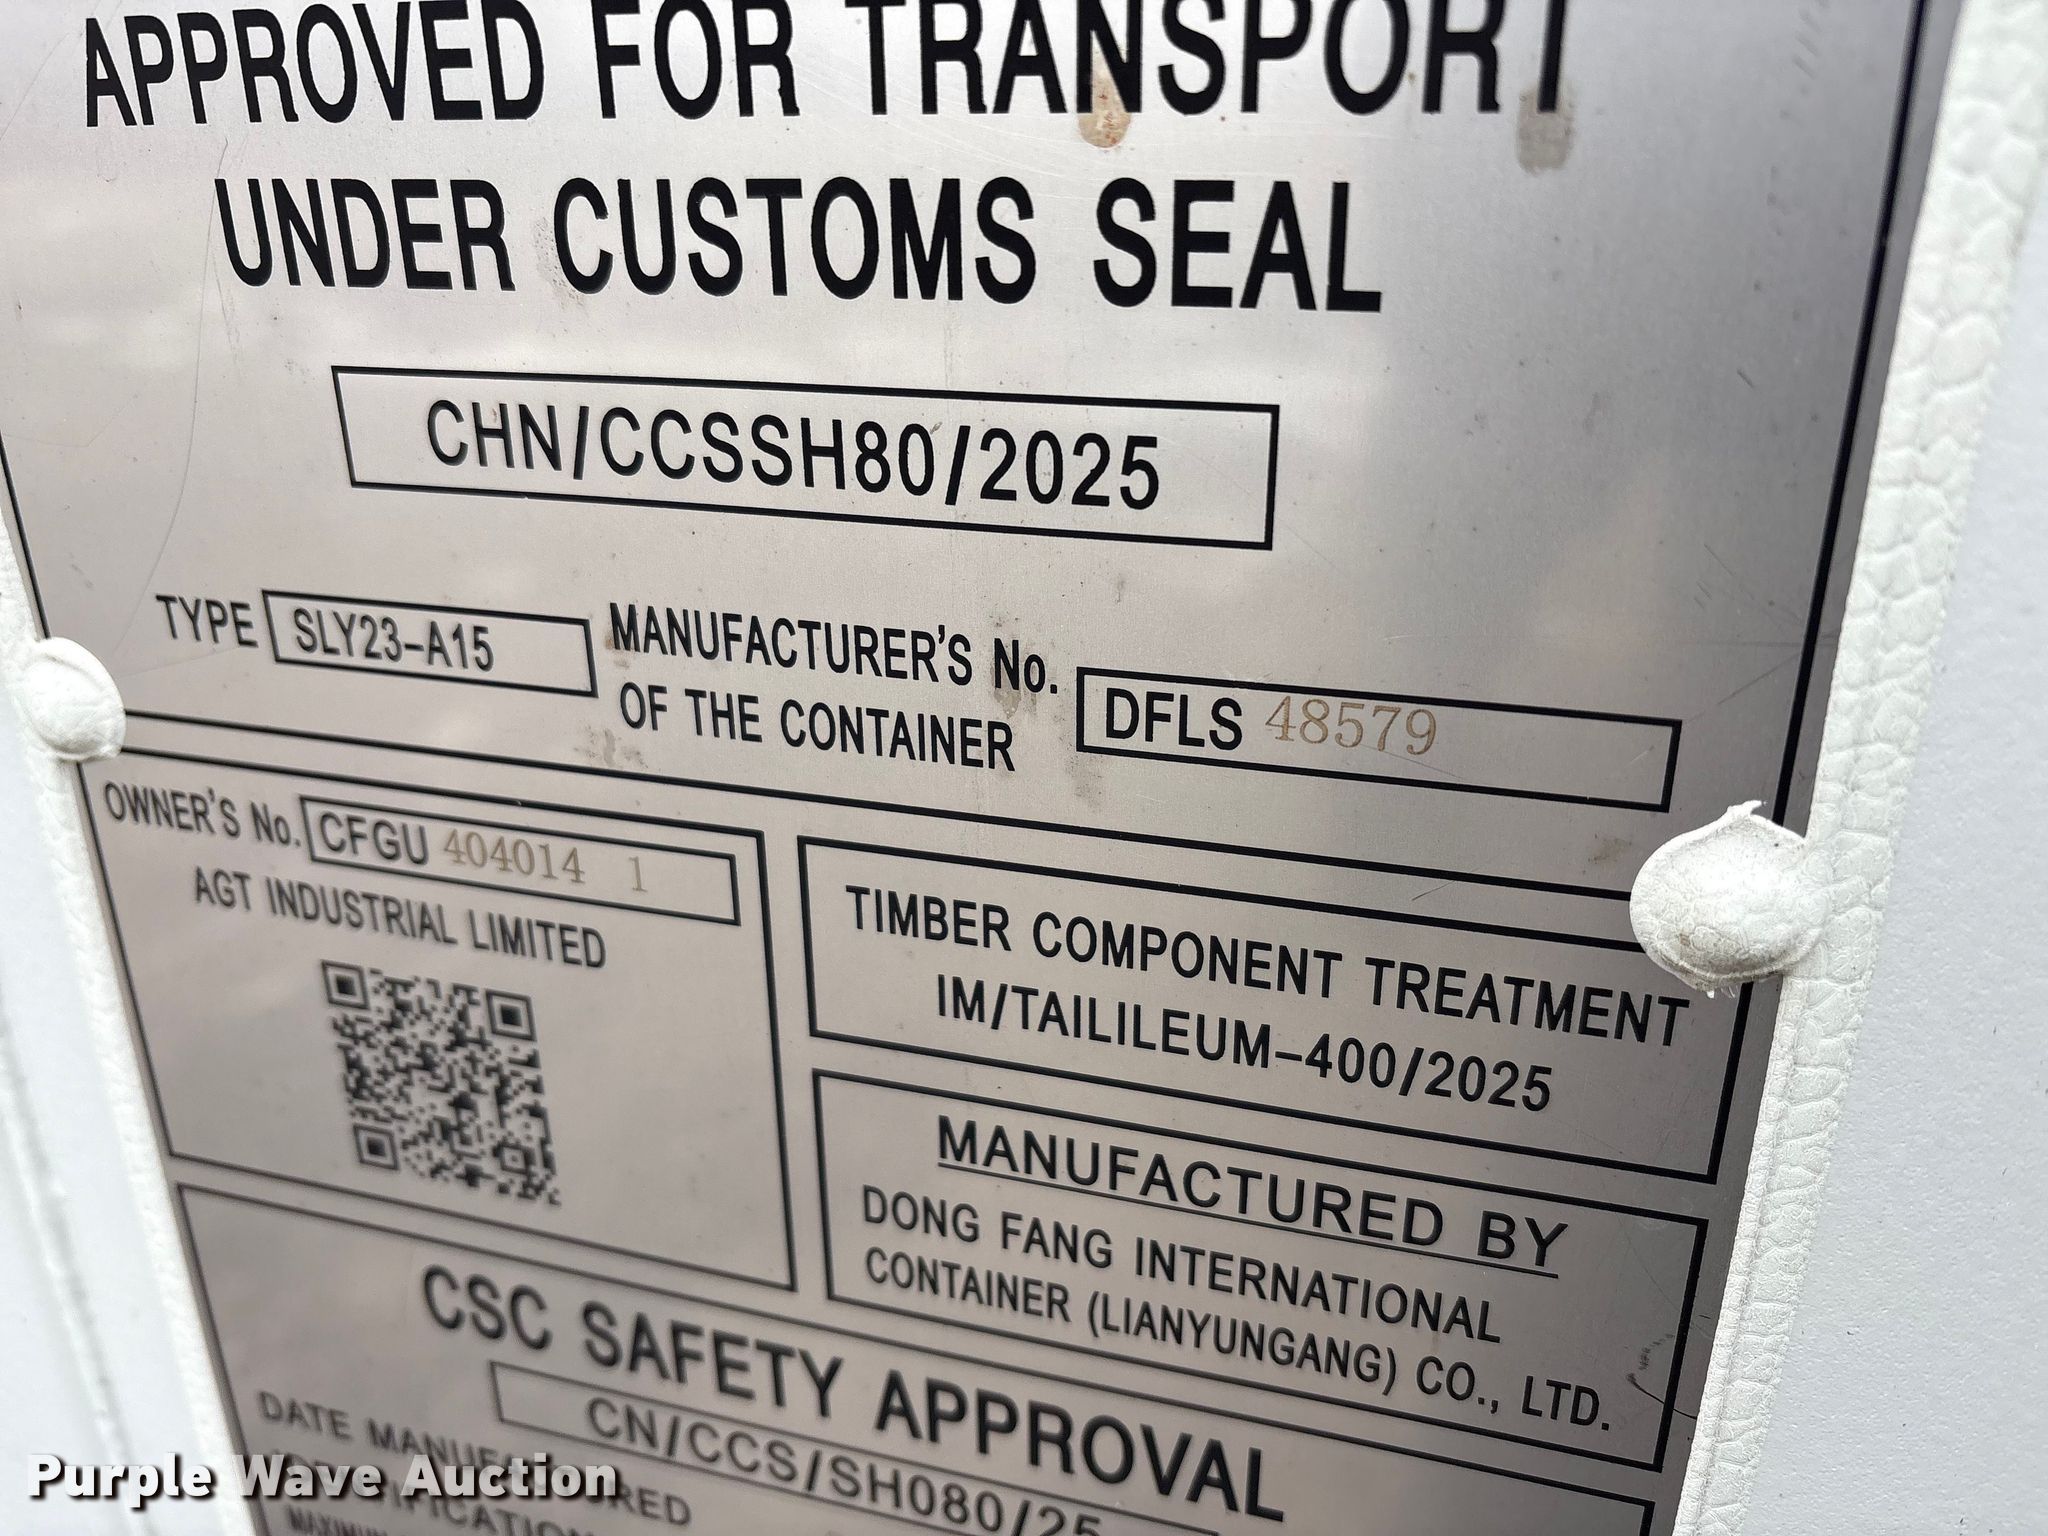 APPROVED FOR TRANSPORT
UNDER CUSTOMS SEAL
CHN/CCSSH80/2025
TYPE SLY23-A15 MANUFACTURER'S No. OF THE CONTAINER DFLS 48579
OWNER'S No. CFGU 404014 1
AGT INDUSTRIAL LIMITED
TIMBER COMPONENT TREATMENT
IM/TAILILEUM-400/2025
MANUFACTURED BY
DONG FANG INTERNATIONAL
CONTAINER (LIANYUNGANG) CO., LTD.
CSC SAFETY APPROVAL
CN/CCS/SH080/25
DATE MANUFACTURED
Purple Wave Auction